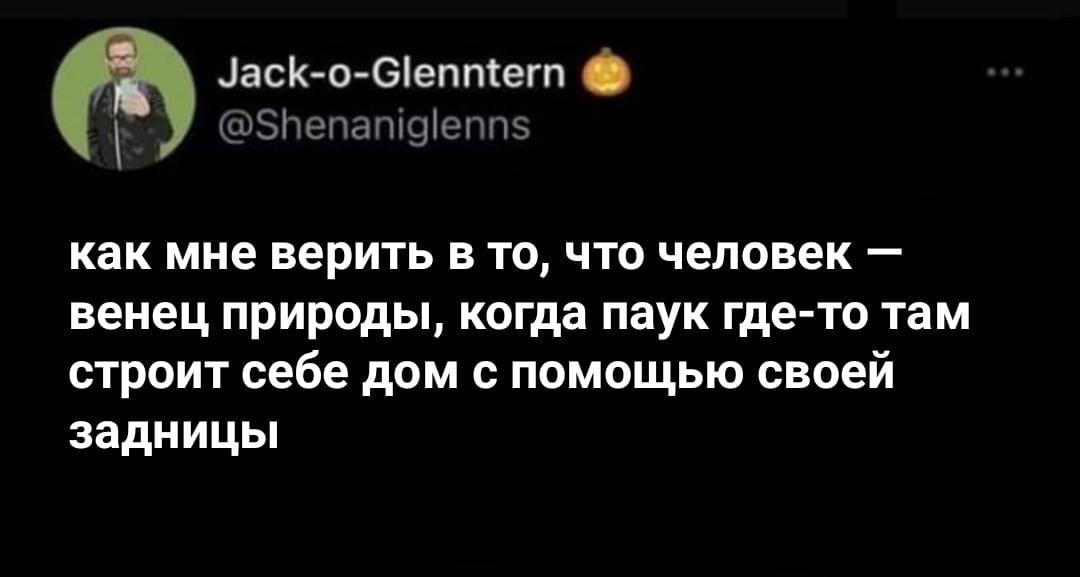 Jack-o-Glenntern 🎃
@Shenaniglenns
как мне верить в то, что человек —
венец природы, когда паук где-то там
строит себе дом с помощью своей
задницы